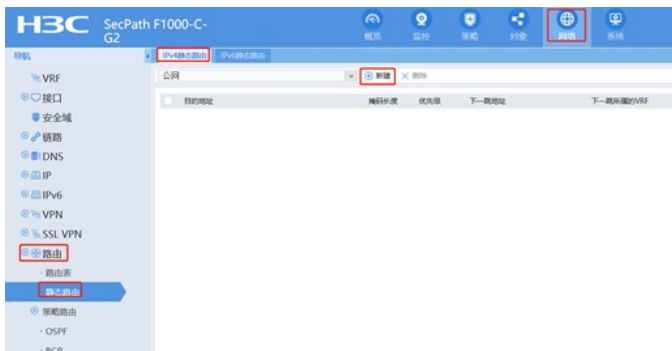 H3C SecPath F1000-C-G2
概览 监控 策略 对象 网络 系统
导航
IPv4静态路由 IPv6静态路由
VRF
公网 新建 删除
接口
目的地址 掩码长度 优先级 下一跳地址 下一跳所属的VRF
安全域
链路
DNS
IP
IPv6
VPN
SSL VPN
路由
路由表
静态路由
策略路由
OSPF
BGP